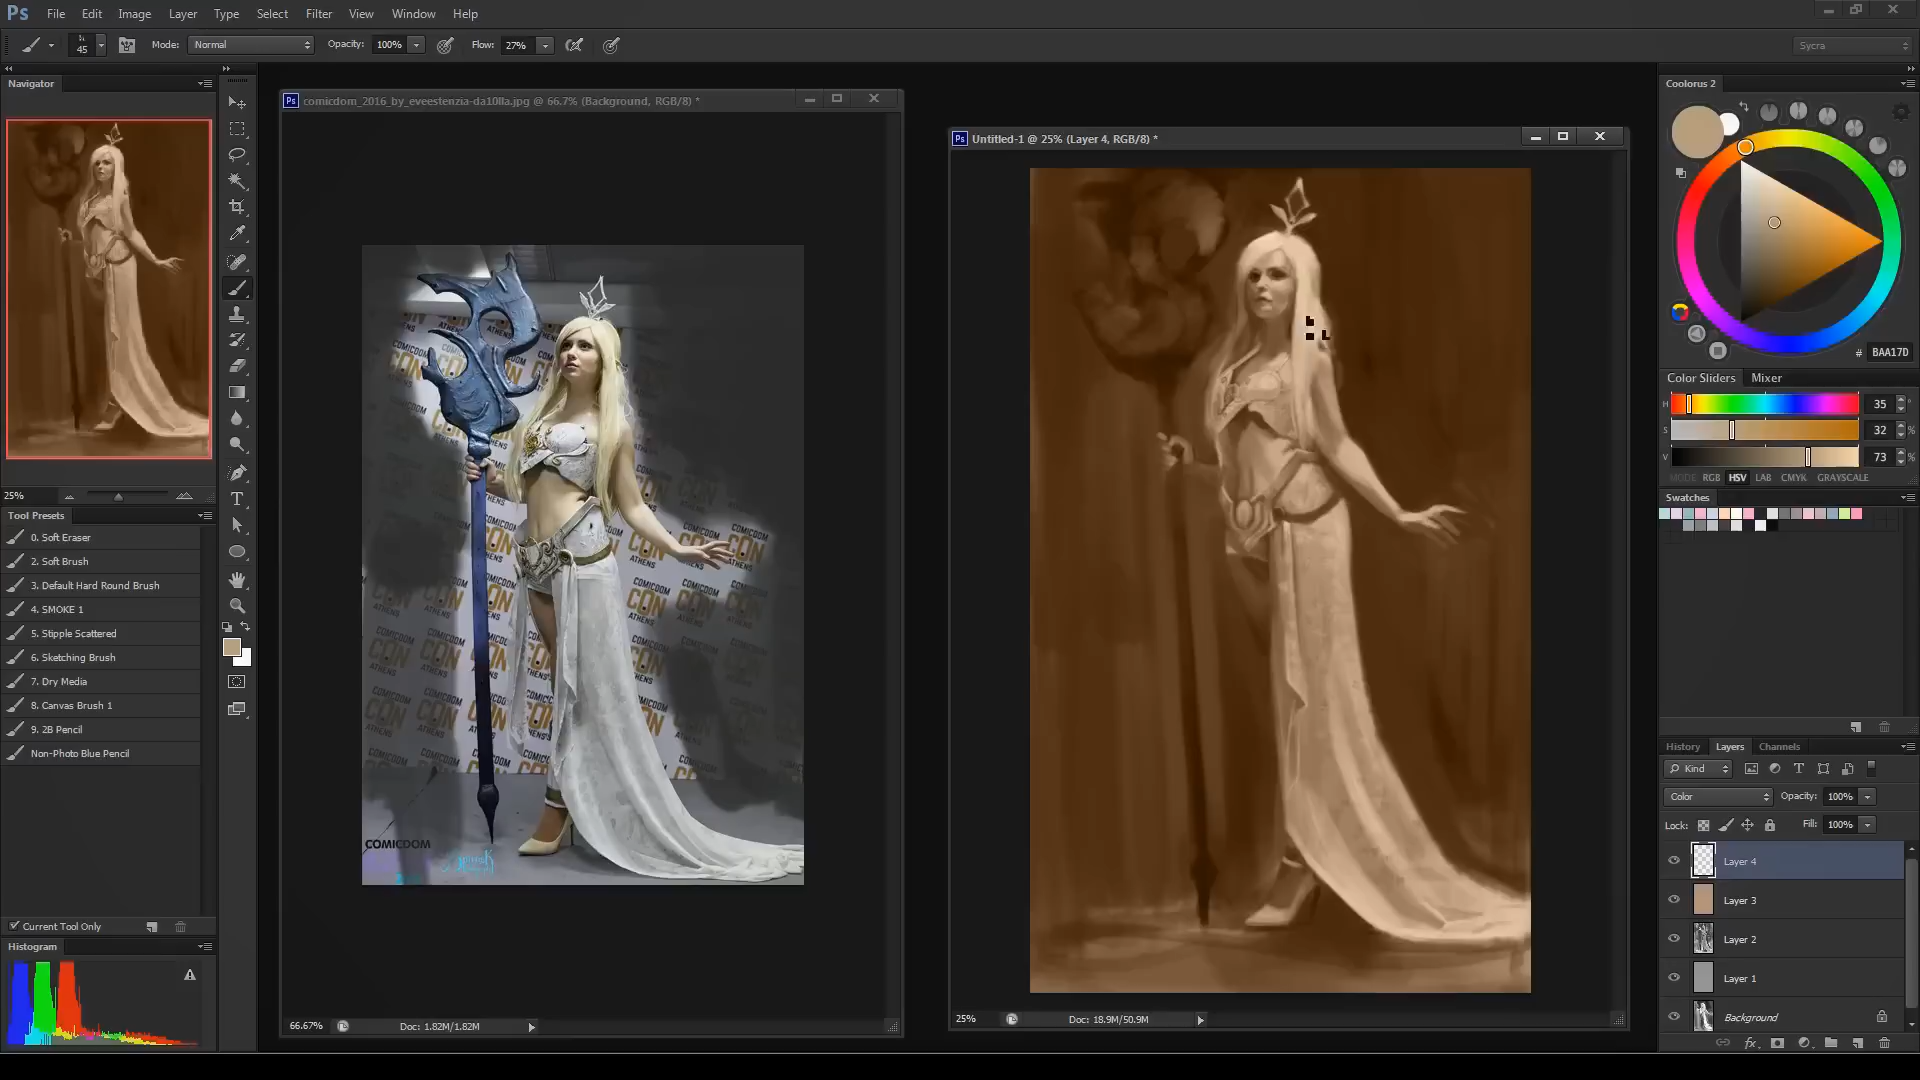 Ps File Edit Image Layer Type Select Filter Extract View Window Help
45 Mode: Normal Opacity: 100% Flow: 27% Sycra
Navigator
25%
Tool Presets
0. Soft Eraser
2. Soft Brush
3. Default Hard Round Brush
4. SMOKE 1
5. Stipple Scattered
6. Sketching Brush
7. Dry Media
8. Canvas Brush 1
9. 2B Pencil
Non-Photo Blue Pencil
Current Tool Only
Histogram
Ps comicdom_2016_by_eveestenzia-da10lla.jpg @ 66.7% (Background, RGB/8) *
COMICDOM
CON
ATHENS
COMICDOM
66.67% Doc: 1.82M/1.82M
Ps Untitled-1 @ 25% (Layer 4, RGB/8) *
25% Doc: 18.9M/50.9M
Coolorus 2
# BAA17D
Color Sliders Mixer
H 35 °
S 32 %
V 73 %
MODE RGB HSV LAB CMYK GRAYSCALE
Swatches
History Layers Channels
Kind
Color Opacity: 100%
Lock: Fill: 100%
Layer 4
Layer 3
Layer 2
Layer 1
Background